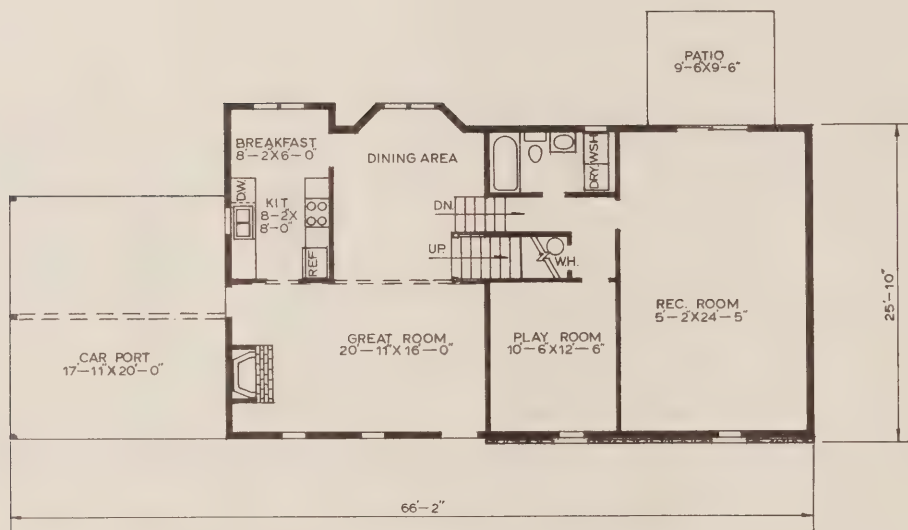 PATIO
9'-6"X9'-6"
BREAKFAST
8'-2"X6'-0"
DINING AREA
D.W.
KIT
8'-2"X
8'-0"
REF
DN.
UP.
DRY. WSH
W.H.
REC. ROOM
5'-2"X24'-5"
25'-10"
GREAT ROOM
20'-11"X16'-0"
PLAY ROOM
10'-6"X12'-6"
CAR PORT
17'-11"X20'-0"
66'-2"